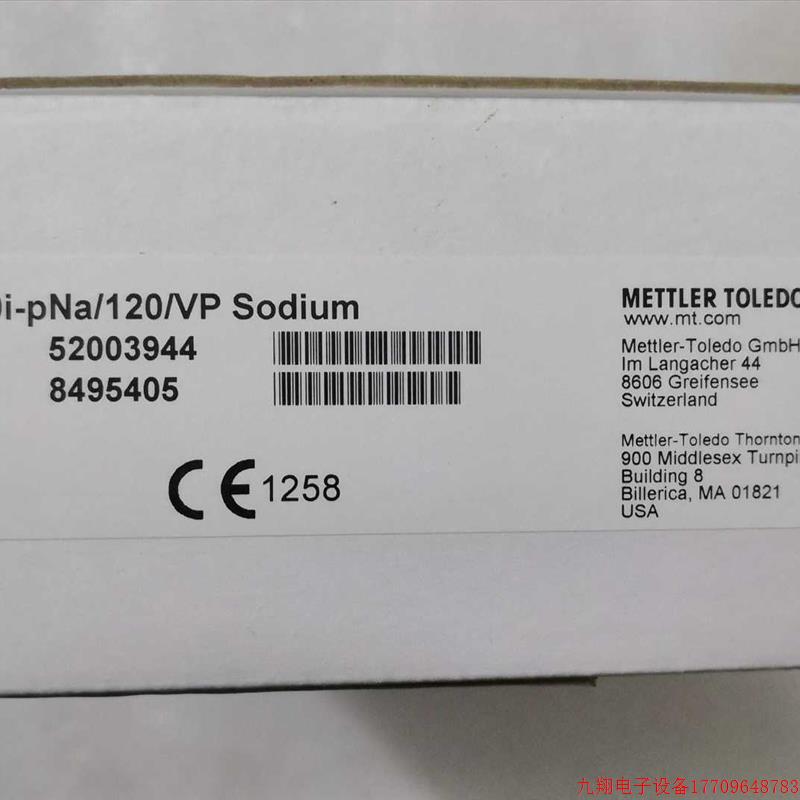 i-pNa/120/VP Sodium
52003944
8495405
CE 1258
METTLER TOLEDO
www.mt.com
Mettler-Toledo GmbH
Im Langacher 44
8606 Greifensee
Switzerland
Mettler-Toledo Thornton
900 Middlesex Turnpi
Building 8
Billerica, MA 01821
USA
九翔电子设备17709648783